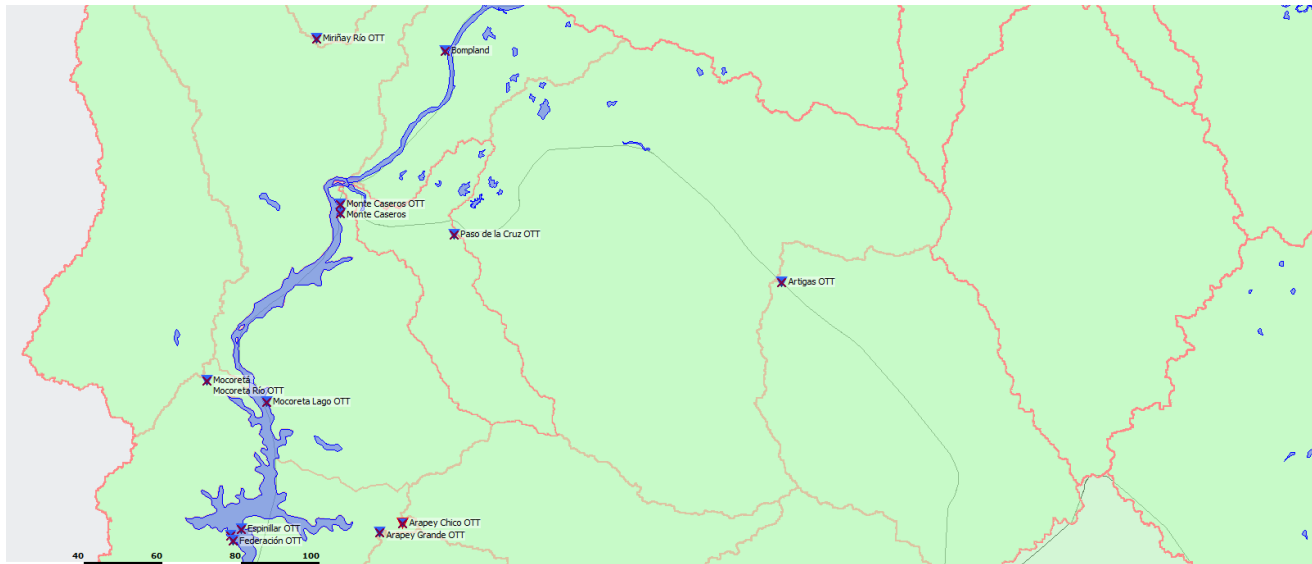 Miriñay Río OTT
Bompland
Monte Caseros OTT
Monte Caseros
Paso de la Cruz OTT
Artigas OTT
Mocoretá
Mocoreta Río OTT
Mocoreta Lago OTT
Arapey Chico OTT
Espinillar OTT
Arapey Grande OTT
Federación OTT
40 60 80 100